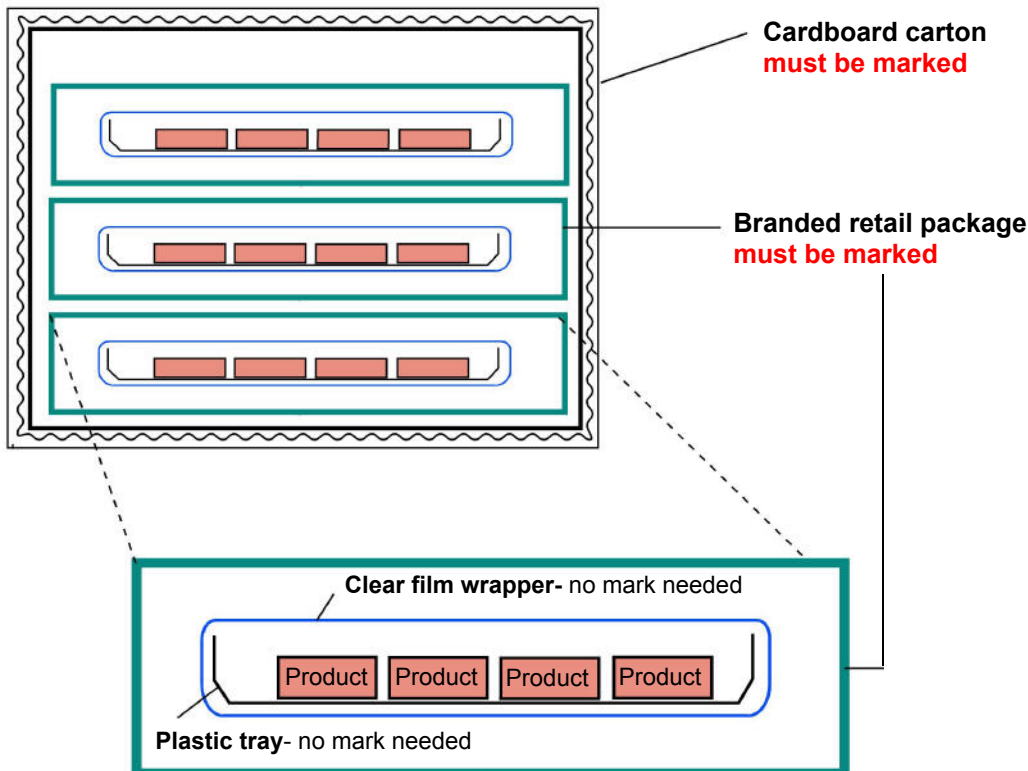 Cardboard carton
must be marked
Branded retail package
must be marked
Clear film wrapper- no mark needed
Product Product Product Product
Plastic tray- no mark needed